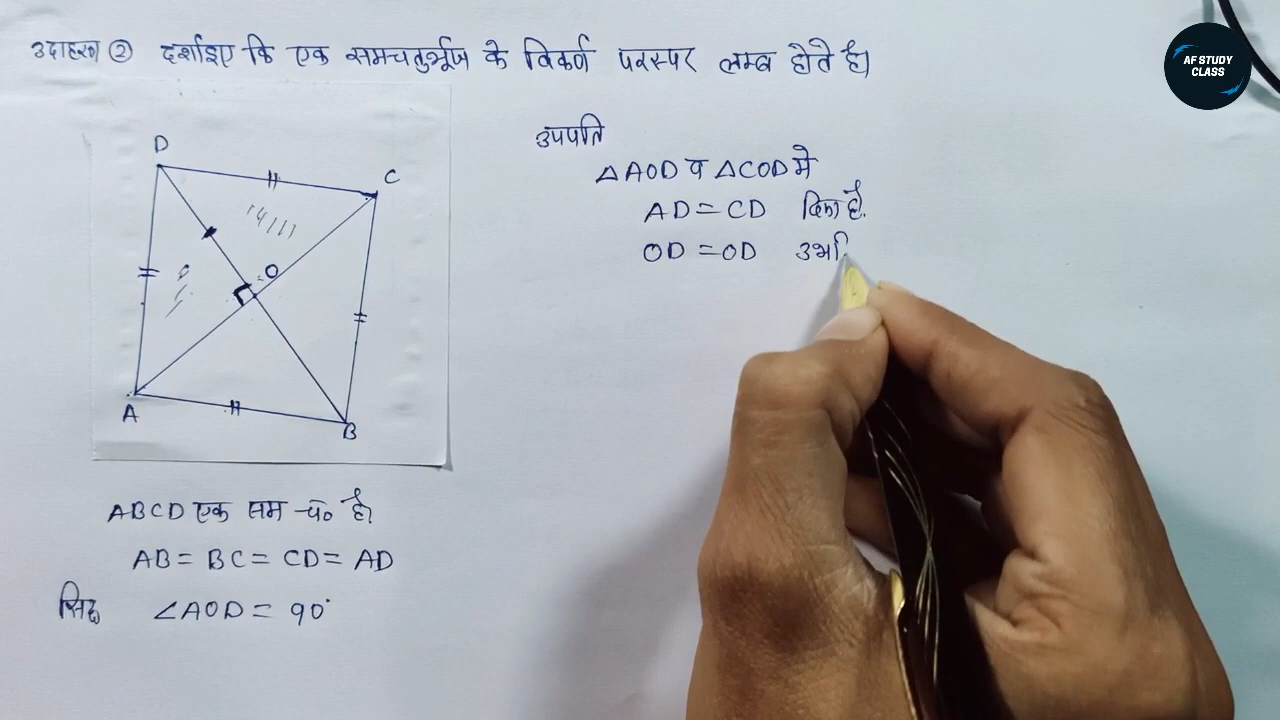 उदाहरण ② दर्शाइए कि एक समचतुर्भूज के विकर्ण परस्पर लम्ब होते है।
AF STUDY
CLASS
D
C
O
A
B
ABCD एक सम च० है।
AB = BC = CD = AD
सिद्ध ∠AOD = 90°
उपपति
△AOD व △COD मे
AD = CD दिया है.
OD = OD उभ